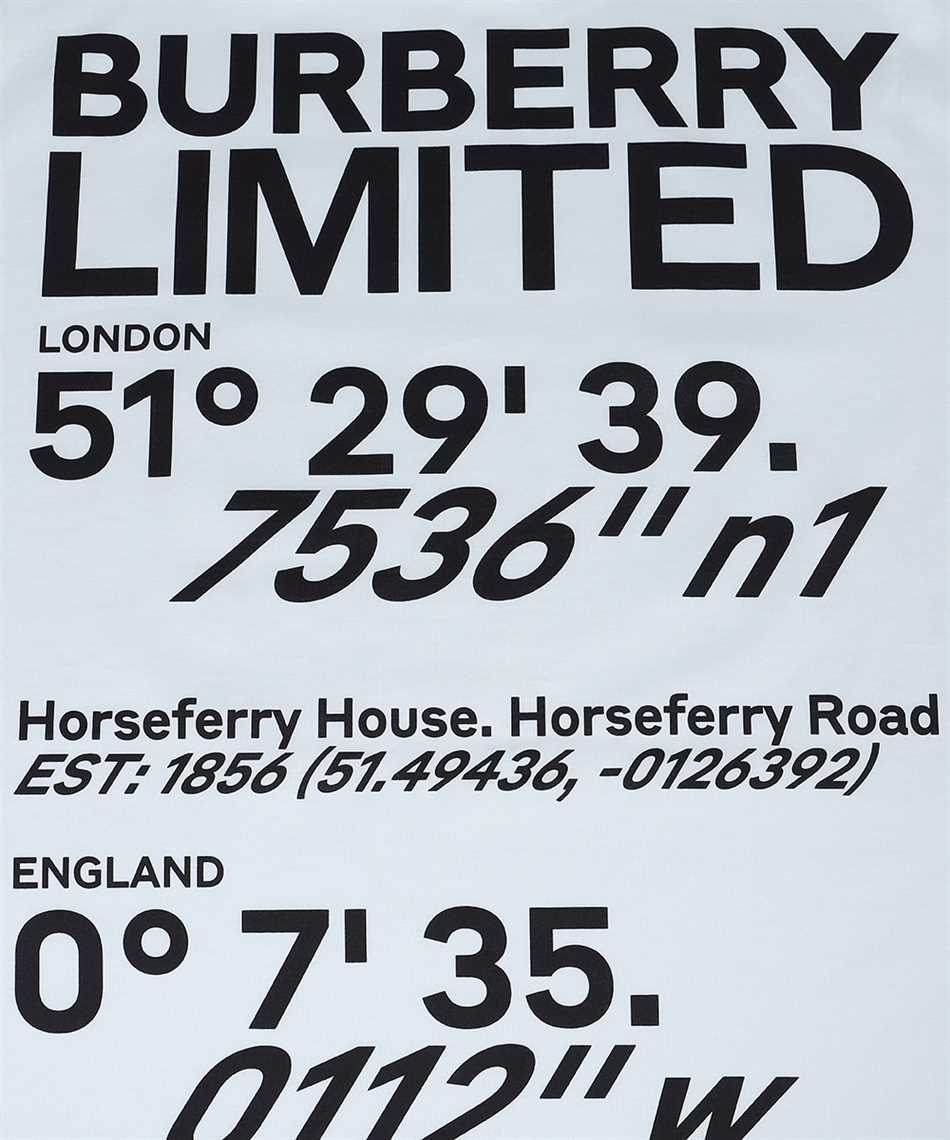 BURBERRY
LIMITED
LONDON
51° 29' 39.
7536" n1
Horseferry House. Horseferry Road
EST: 1856 (51.49436, -0126392)
ENGLAND
0° 7' 35.
0112" w